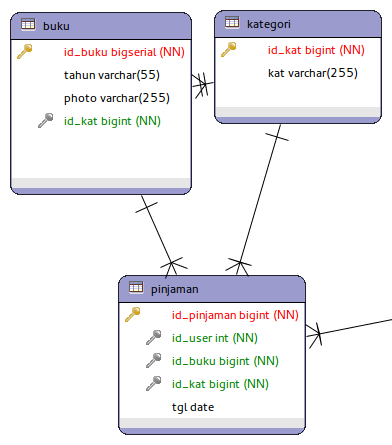 buku
id_buku bigserial (NN)
tahun varchar(55)
photo varchar(255)
id_kat bigint (NN)
kategori
id_kat bigint (NN)
kat varchar(255)
pinjaman
id_pinjaman bigint (NN)
id_user int (NN)
id_buku bigint (NN)
id_kat bigint (NN)
tgl date